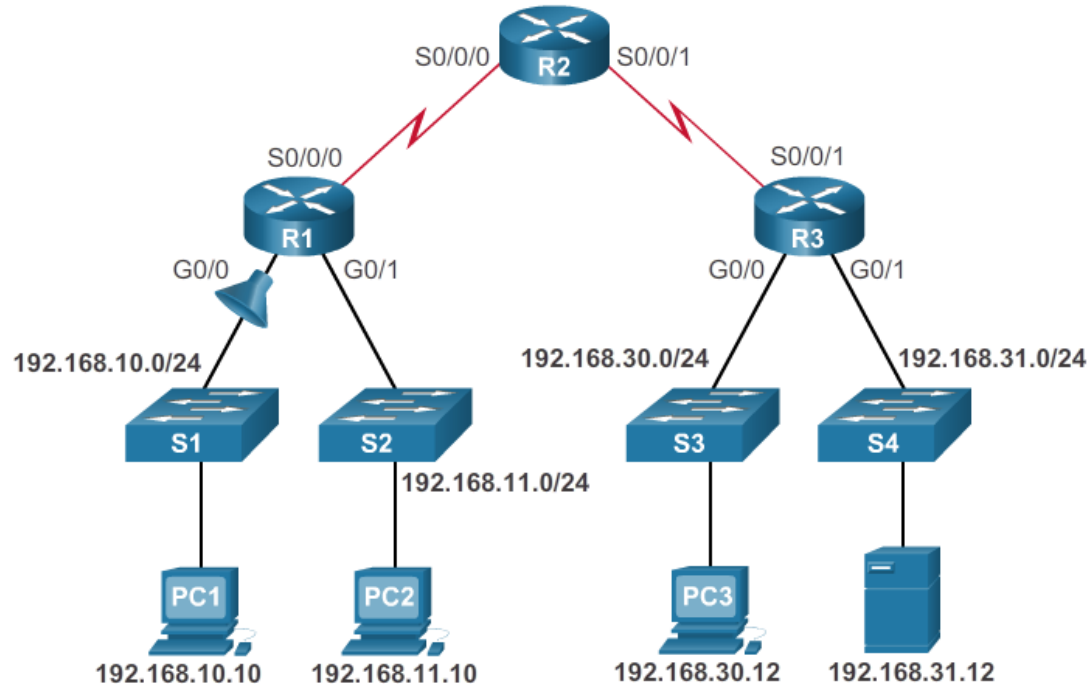 R2
S0/0/0
S0/0/1
S0/0/0
S0/0/1
R1
R3
G0/0
G0/1
G0/0
G0/1
192.168.10.0/24
192.168.30.0/24
192.168.31.0/24
S1
S2
S3
S4
192.168.11.0/24
PC1
PC2
PC3
192.168.10.10
192.168.11.10
192.168.30.12
192.168.31.12